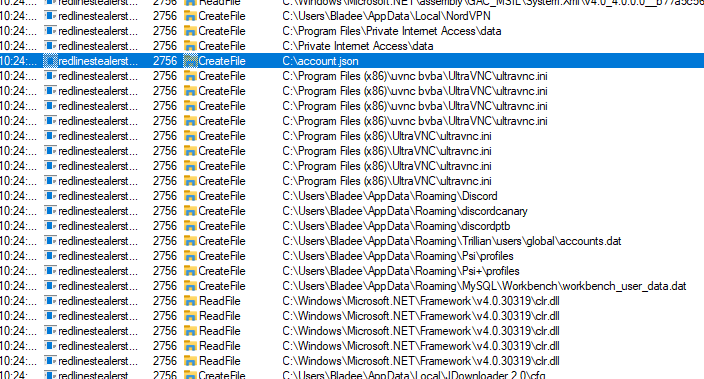 10:24:... redlinestealerst... 2756 ReadFile C:\Windows\Microsoft.NET\assembly\GAC_MSIL\System.Xml\v4.0_4.0.0.0__b77a5c56
10:24:... redlinestealerst... 2756 CreateFile C:\Users\Bladee\AppData\Local\NordVPN
10:24:... redlinestealerst... 2756 CreateFile C:\Program Files\Private Internet Access\data
10:24:... redlinestealerst... 2756 CreateFile C:\Private Internet Access\data
10:24:... redlinestealerst... 2756 CreateFile C:\account.json
10:24:... redlinestealerst... 2756 CreateFile C:\Program Files (x86)\uvnc bvba\UltraVNC\ultravnc.ini
10:24:... redlinestealerst... 2756 CreateFile C:\Program Files (x86)\uvnc bvba\UltraVNC\ultravnc.ini
10:24:... redlinestealerst... 2756 CreateFile C:\Program Files (x86)\uvnc bvba\UltraVNC\ultravnc.ini
10:24:... redlinestealerst... 2756 CreateFile C:\Program Files (x86)\uvnc bvba\UltraVNC\ultravnc.ini
10:24:... redlinestealerst... 2756 CreateFile C:\Program Files (x86)\UltraVNC\ultravnc.ini
10:24:... redlinestealerst... 2756 CreateFile C:\Program Files (x86)\UltraVNC\ultravnc.ini
10:24:... redlinestealerst... 2756 CreateFile C:\Program Files (x86)\UltraVNC\ultravnc.ini
10:24:... redlinestealerst... 2756 CreateFile C:\Program Files (x86)\UltraVNC\ultravnc.ini
10:24:... redlinestealerst... 2756 CreateFile C:\Users\Bladee\AppData\Roaming\Discord
10:24:... redlinestealerst... 2756 CreateFile C:\Users\Bladee\AppData\Roaming\discordcanary
10:24:... redlinestealerst... 2756 CreateFile C:\Users\Bladee\AppData\Roaming\discordptb
10:24:... redlinestealerst... 2756 CreateFile C:\Users\Bladee\AppData\Roaming\Trillian\users\global\accounts.dat
10:24:... redlinestealerst... 2756 CreateFile C:\Users\Bladee\AppData\Roaming\Psi\profiles
10:24:... redlinestealerst... 2756 CreateFile C:\Users\Bladee\AppData\Roaming\Psi+\profiles
10:24:... redlinestealerst... 2756 CreateFile C:\Users\Bladee\AppData\Roaming\MySQL\Workbench\workbench_user_data.dat
10:24:... redlinestealerst... 2756 ReadFile C:\Windows\Microsoft.NET\Framework\v4.0.30319\clr.dll
10:24:... redlinestealerst... 2756 ReadFile C:\Windows\Microsoft.NET\Framework\v4.0.30319\clr.dll
10:24:... redlinestealerst... 2756 ReadFile C:\Windows\Microsoft.NET\Framework\v4.0.30319\clr.dll
10:24:... redlinestealerst... 2756 ReadFile C:\Windows\Microsoft.NET\Framework\v4.0.30319\clr.dll
10:24:... redlinestealerst... 2756 ReadFile C:\Windows\Microsoft.NET\Framework\v4.0.30319\clr.dll
10:24:... redlinestealerst... 2756 CreateFile C:\Users\Bladee\AppData\Local\JDownloader 2.0\cfg